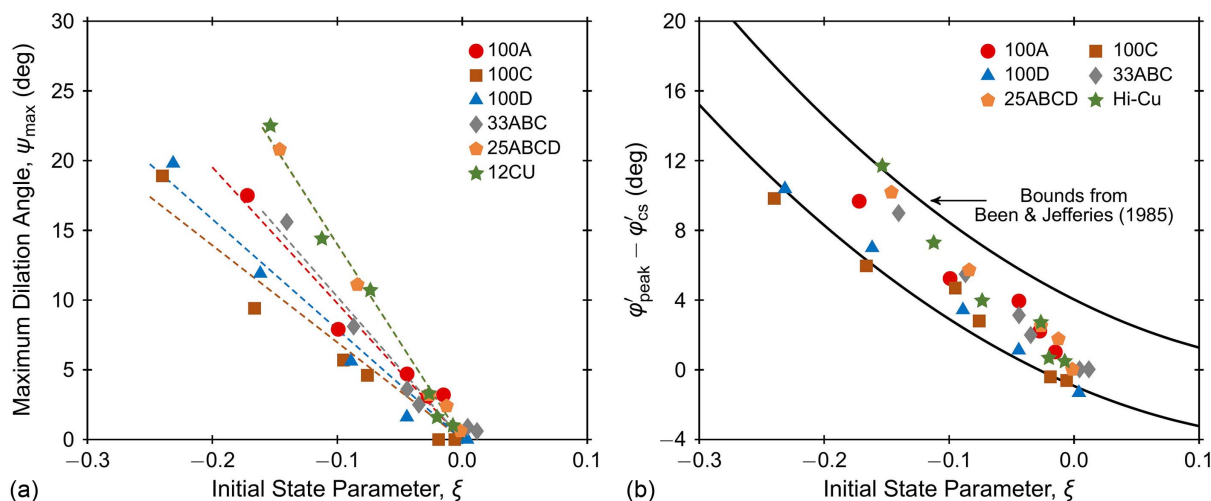 30
25
20
15
10
5
0
−0.3
−0.2
−0.1
0.0
0.1
Maximum Dilation Angle, ψmax (deg)
Initial State Parameter, ξ
(a)
100A
100C
100D
33ABC
25ABCD
12CU
20
16
12
8
4
0
−4
−0.3
−0.2
−0.1
0.0
0.1
φ′peak − φ′cs (deg)
Initial State Parameter, ξ
(b)
100A 100C
100D 33ABC
25ABCD Hi-Cu
Bounds from
Been & Jefferies (1985)